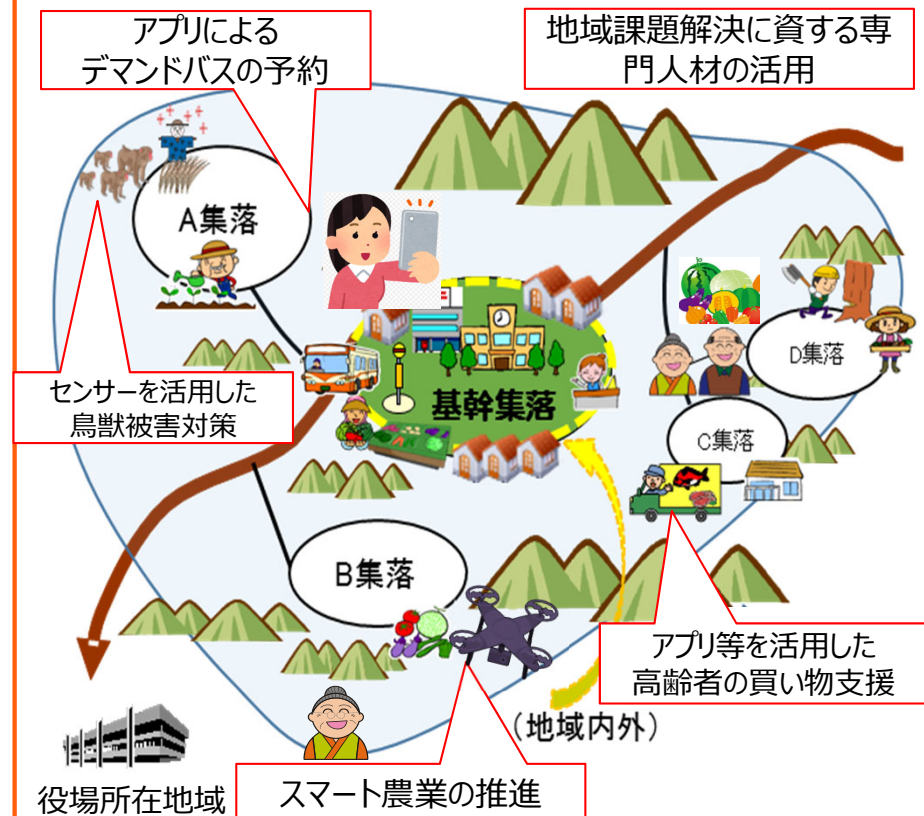 アプリによる
デマンドバスの予約
地域課題解決に資する専
門人材の活用
A集落
センサーを活用した
鳥獣被害対策
基幹集落
D集落
C集落
B集落
アプリ等を活用した
高齢者の買い物支援
(地域内外)
役場所在地域
スマート農業の推進